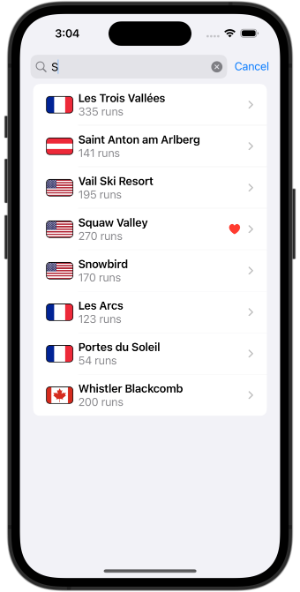 3:04
S
Cancel
Les Trois Vallées
335 runs
Saint Anton am Arlberg
141 runs
Vail Ski Resort
195 runs
Squaw Valley
270 runs
Snowbird
170 runs
Les Arcs
123 runs
Portes du Soleil
54 runs
Whistler Blackcomb
200 runs